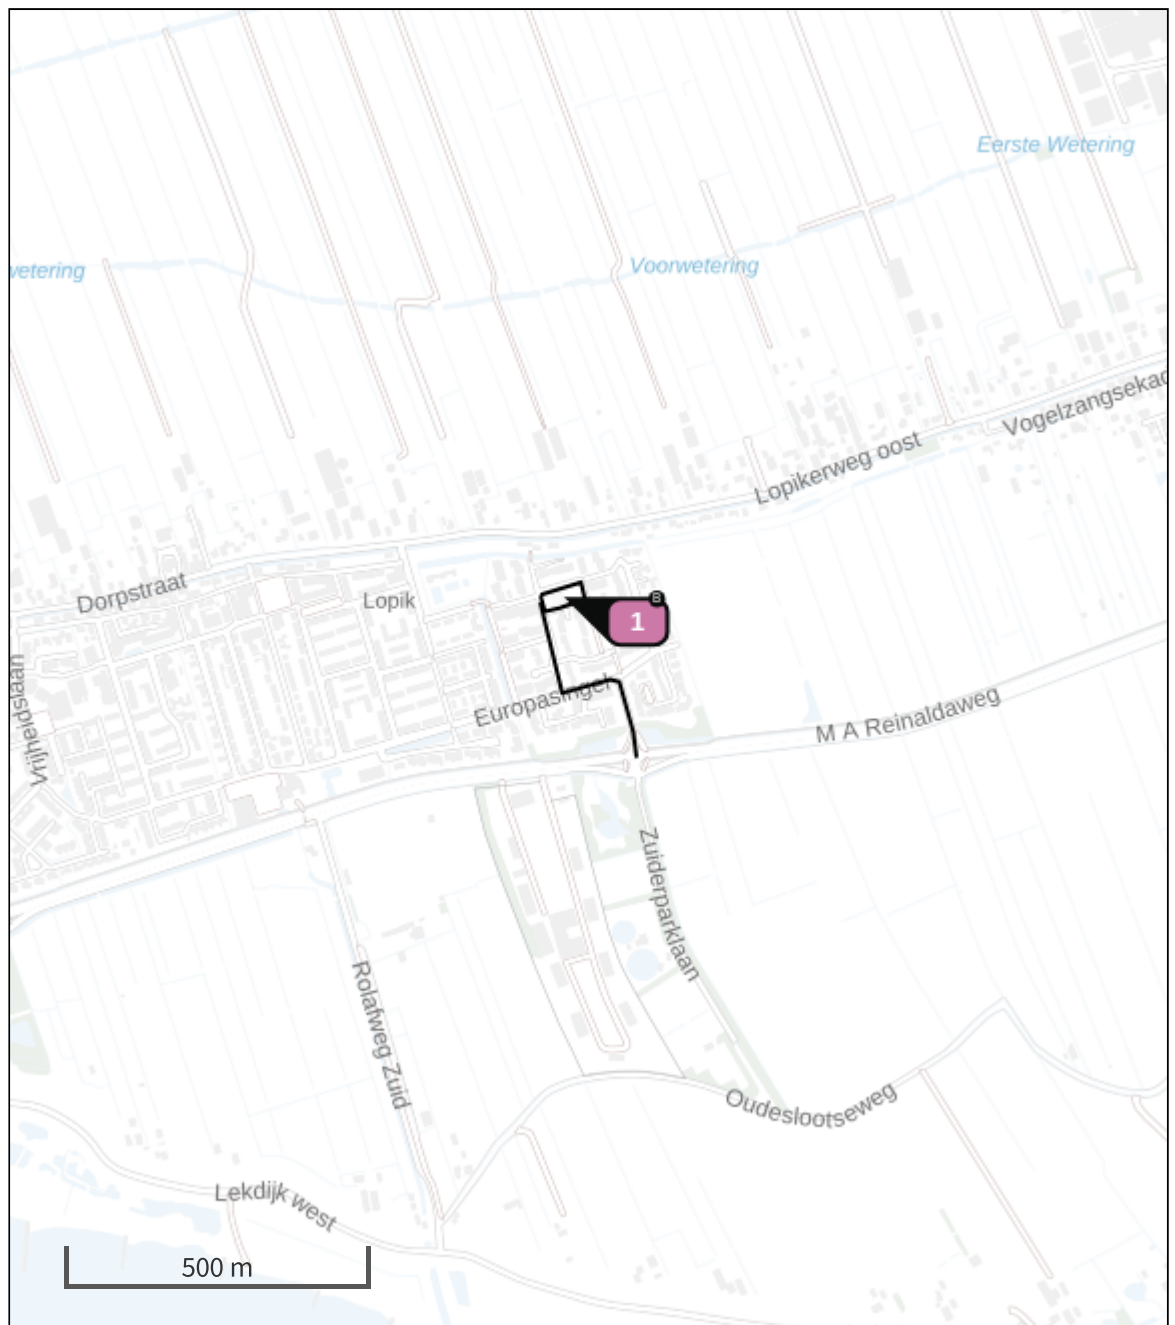 Eerste Wetering
wetering
Voorwetering
Vogelzangsekad
Lopikerweg oost
Dorpstraat
Lopik
B
1
Vrijheidslaan
Europasingel
M A Reinaldaweg
Zuiderparklaan
Rolafweg Zuid
Oudeslootseweg
Lekdijk west
500 m